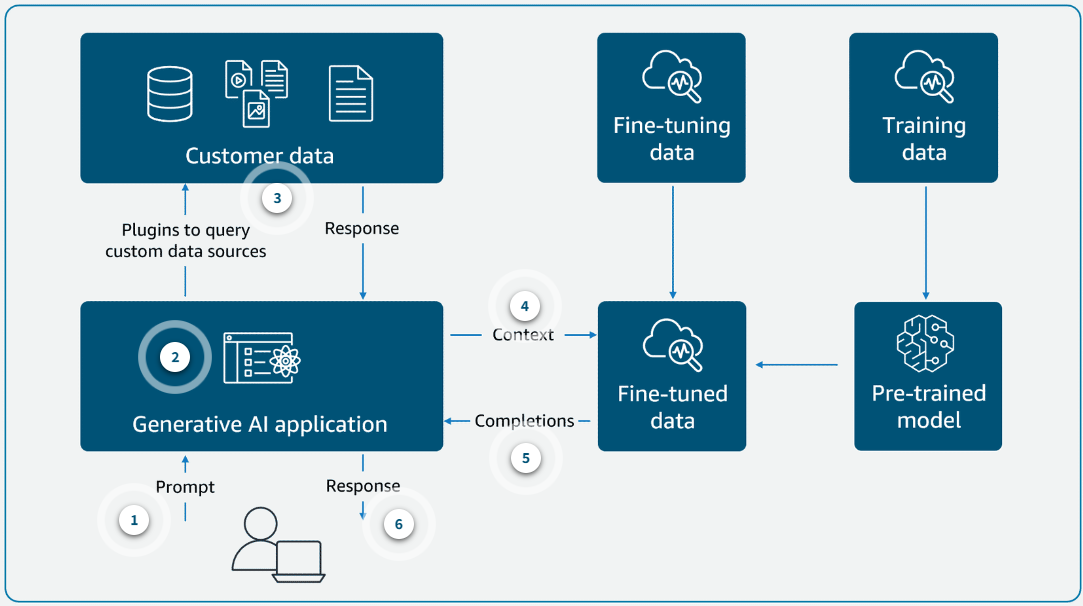 Customer data
Fine-tuning
data
Training
data
3
Plugins to query
custom data sources
Response
4
Context
2
Generative AI application
Fine-tuned
data
Pre-trained
model
Completions
5
Prompt
Response
1
6